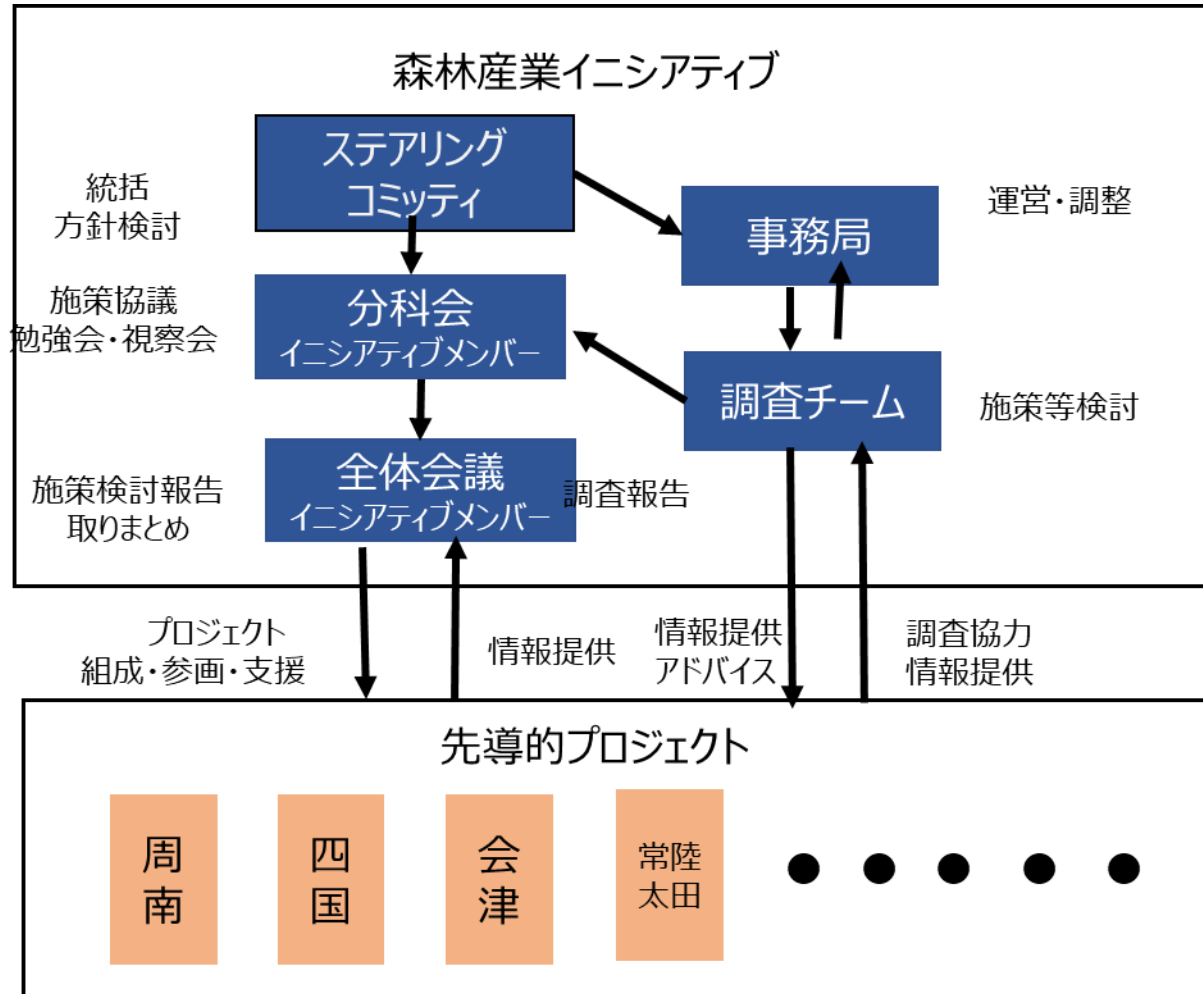 森林産業イニシアティブ
ステアリング
コミッティ
統括
方針検討
事務局
運営・調整
分科会
イニシアティブメンバー
施策協議
勉強会・視察会
調査チーム
施策等検討
全体会議
イニシアティブメンバー
調査報告
施策検討報告
取りまとめ
プロジェクト
組成・参画・支援
情報提供
情報提供
アドバイス
調査協力
情報提供
先導的プロジェクト
周
南
四
国
会
津
常陸
太田